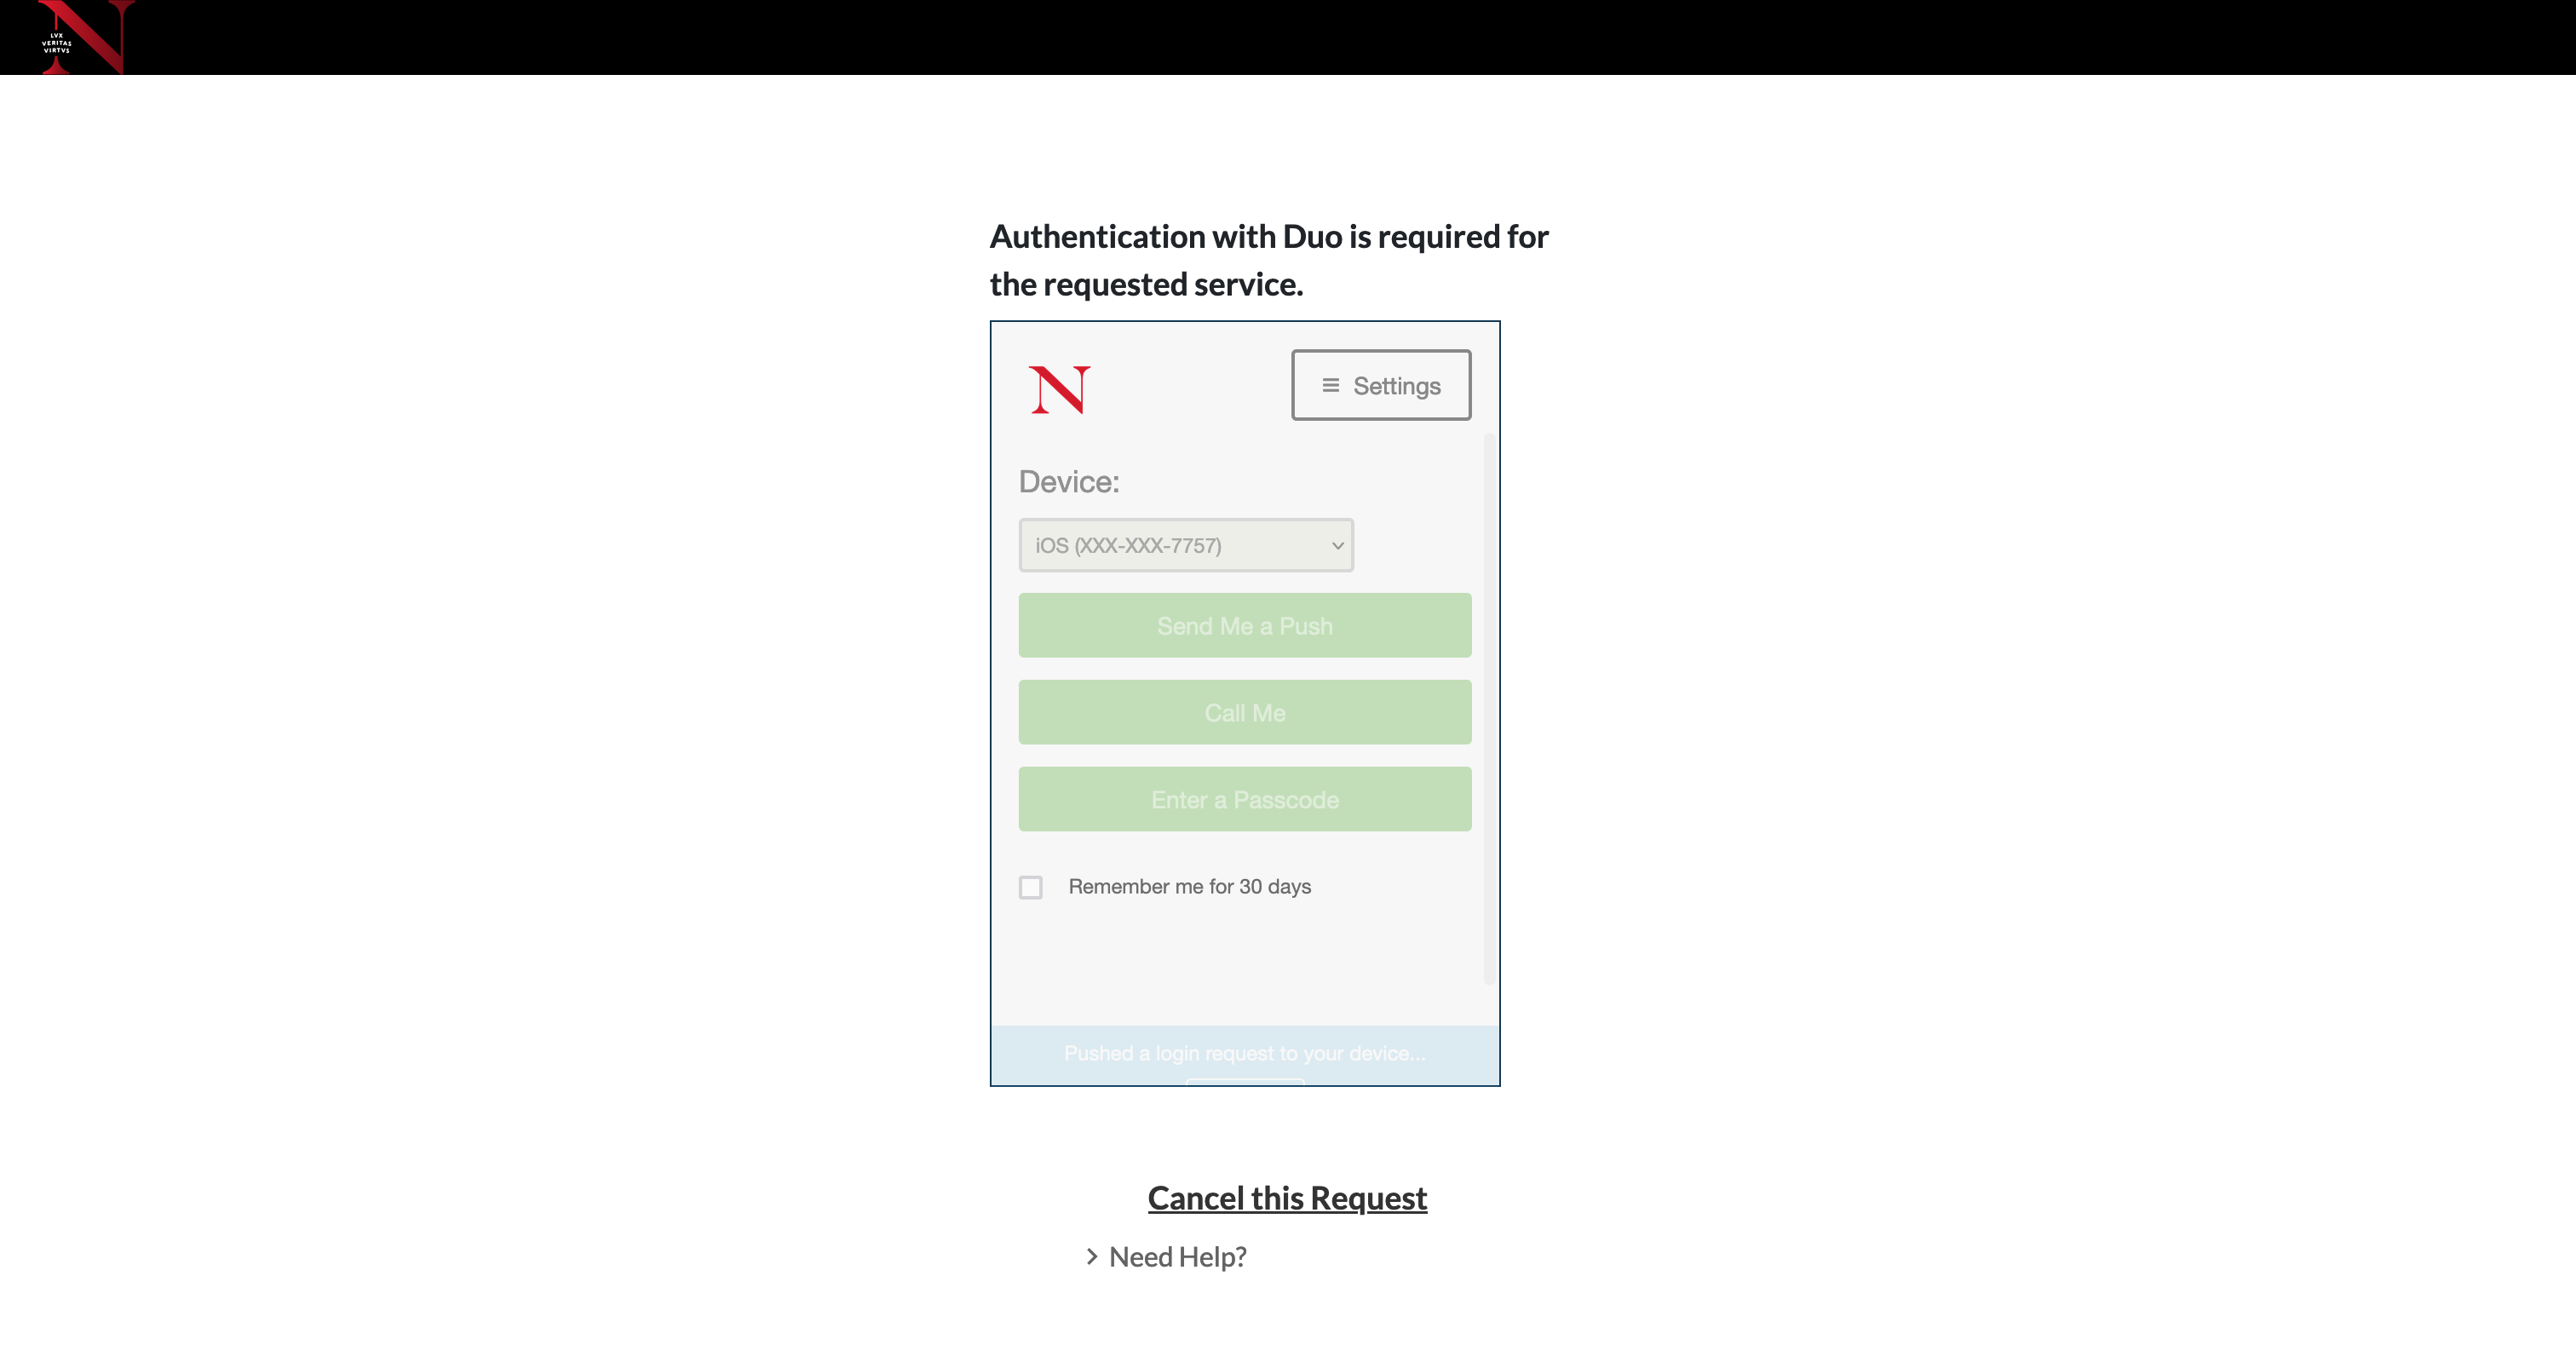 N
LVX
VERITAS
VIRTVS
Authentication with Duo is required for
the requested service.
N
Settings
Device:
iOS (XXX-XXX-7757)
Send Me a Push
Call Me
Enter a Passcode
Remember me for 30 days
Pushed a login request to your device...
Cancel this Request
Need Help?